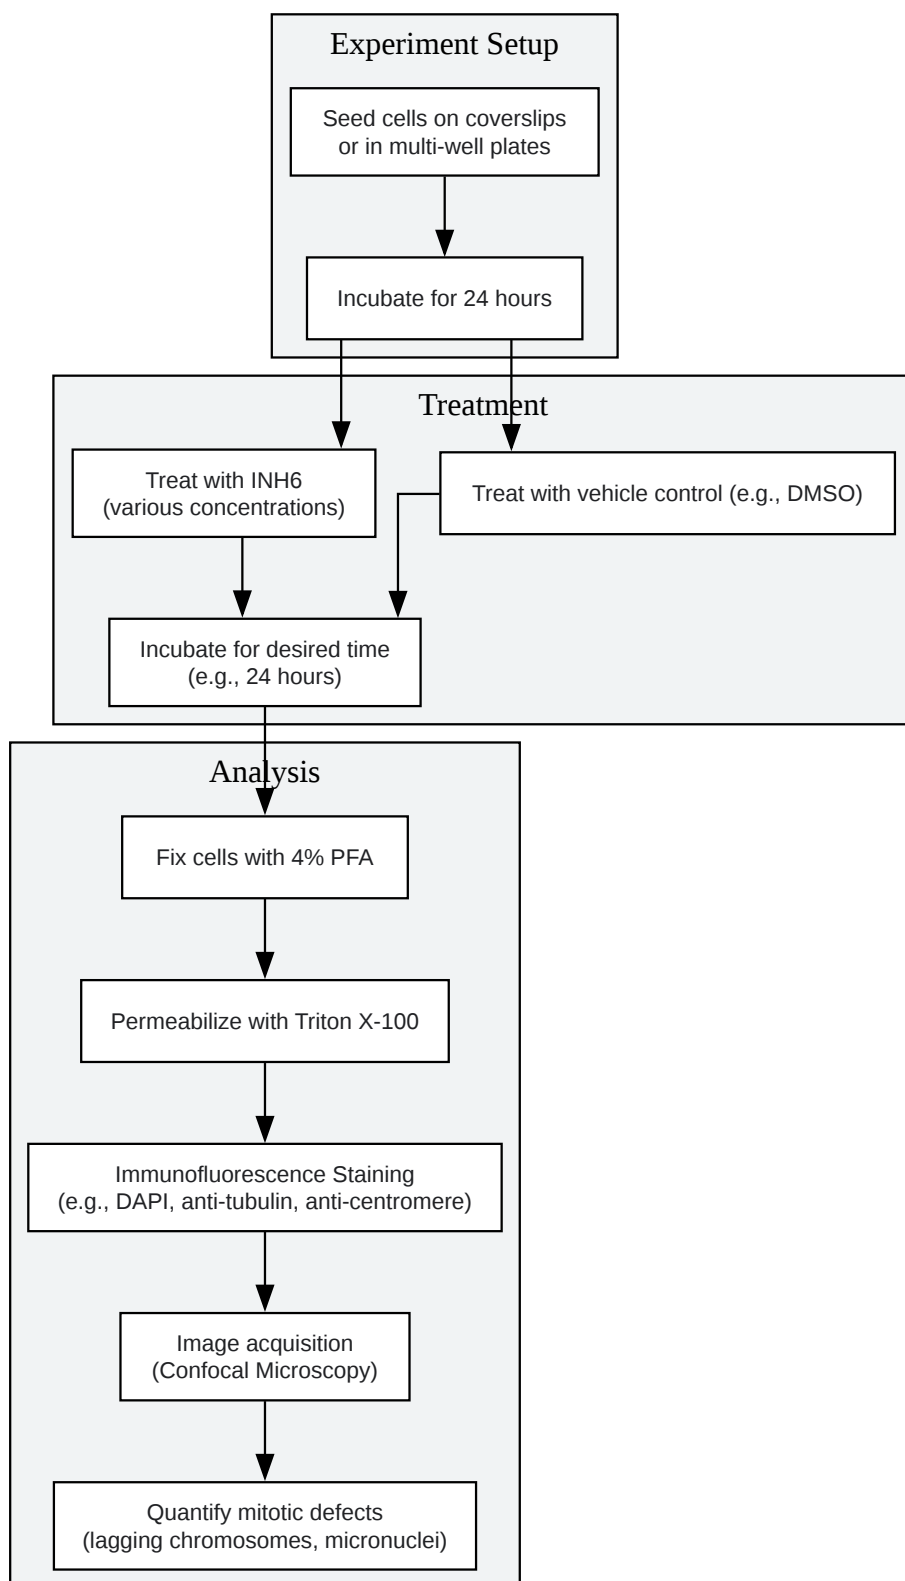 Experiment Setup
Seed cells on coverslips
or in multi-well plates
Incubate for 24 hours
Treatment
Treat with INH6
(various concentrations)
Treat with vehicle control (e.g., DMSO)
Incubate for desired time
(e.g., 24 hours)
Analysis
Fix cells with 4% PFA
Permeabilize with Triton X-100
Immunofluorescence Staining
(e.g., DAPI, anti-tubulin, anti-centromere)
Image acquisition
(Confocal Microscopy)
Quantify mitotic defects
(lagging chromosomes, micronuclei)